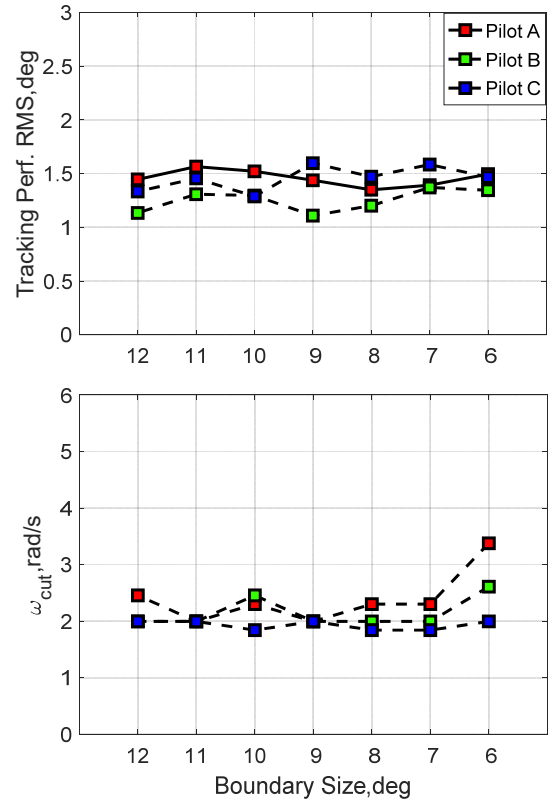 3
2.5
2
1.5
1
0.5
0
Tracking Perf. RMS,deg
Pilot A
Pilot B
Pilot C
12 11 10 9 8 7 6
6
5
4
3
2
1
0
ω_cut,rad/s
12 11 10 9 8 7 6
Boundary Size,deg